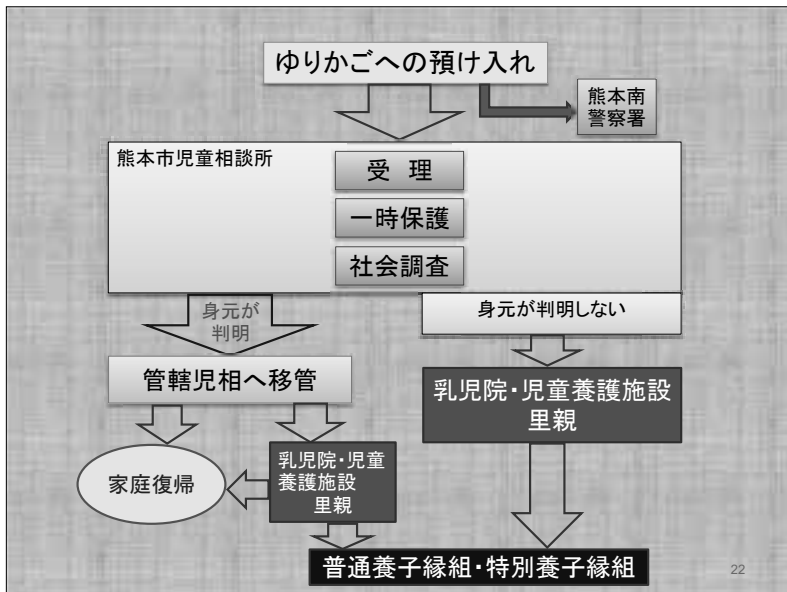 ゆりかごへの預け入れ
熊本南
警察署
熊本市児童相談所
受 理
一時保護
社会調査
身元が
判明
身元が判明しない
管轄児相へ移管
乳児院・児童養護施設
里親
家庭復帰
乳児院・児童
養護施設
里親
普通養子縁組・特別養子縁組
22